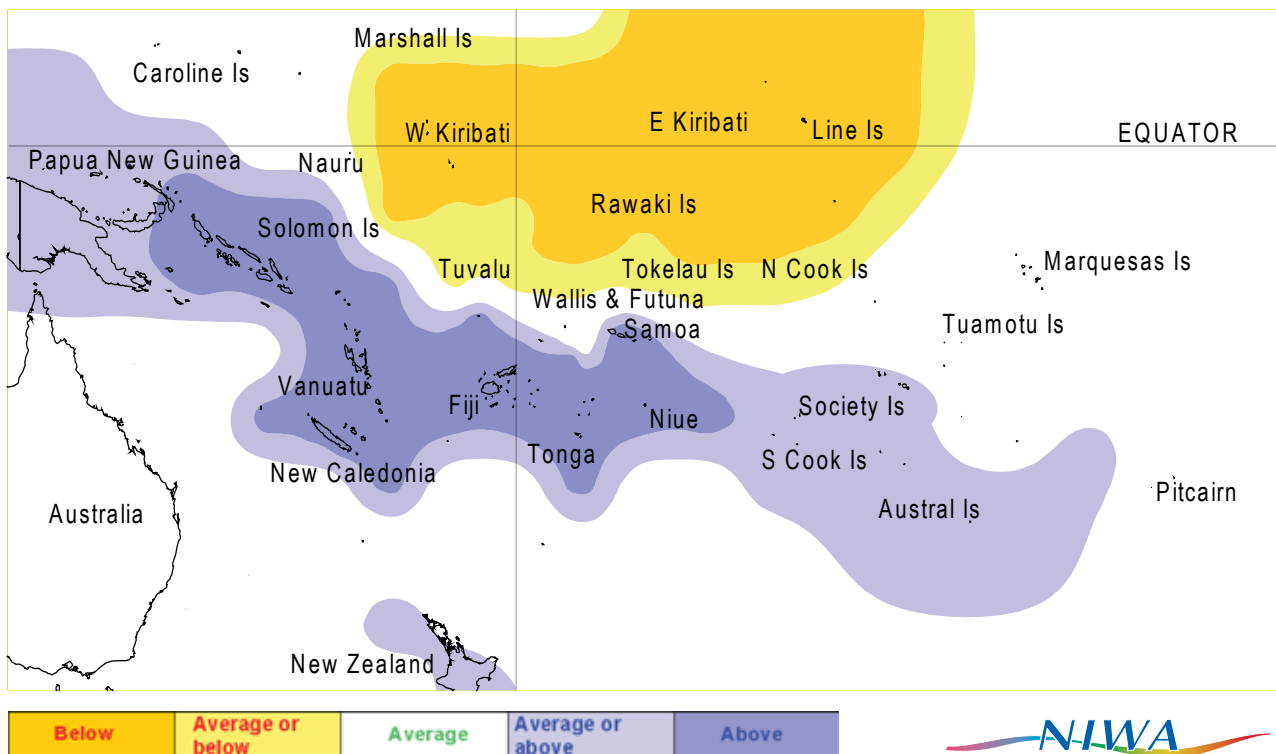 Marshall Is
Caroline Is
W Kiribati
E Kiribati
Line Is
EQUATOR
Papua New Guinea
Nauru
Rawaki Is
Solomon Is
Tuvalu
Tokelau Is
N Cook Is
Marquesas Is
Wallis & Futuna
Samoa
Tuamotu Is
Vanuatu
Fiji
Niue
Society Is
Tonga
S Cook Is
New Caledonia
Pitcairn
Australia
Austral Is
New Zealand
Below
Average or
below
Average
Average or
above
Above
NIWA